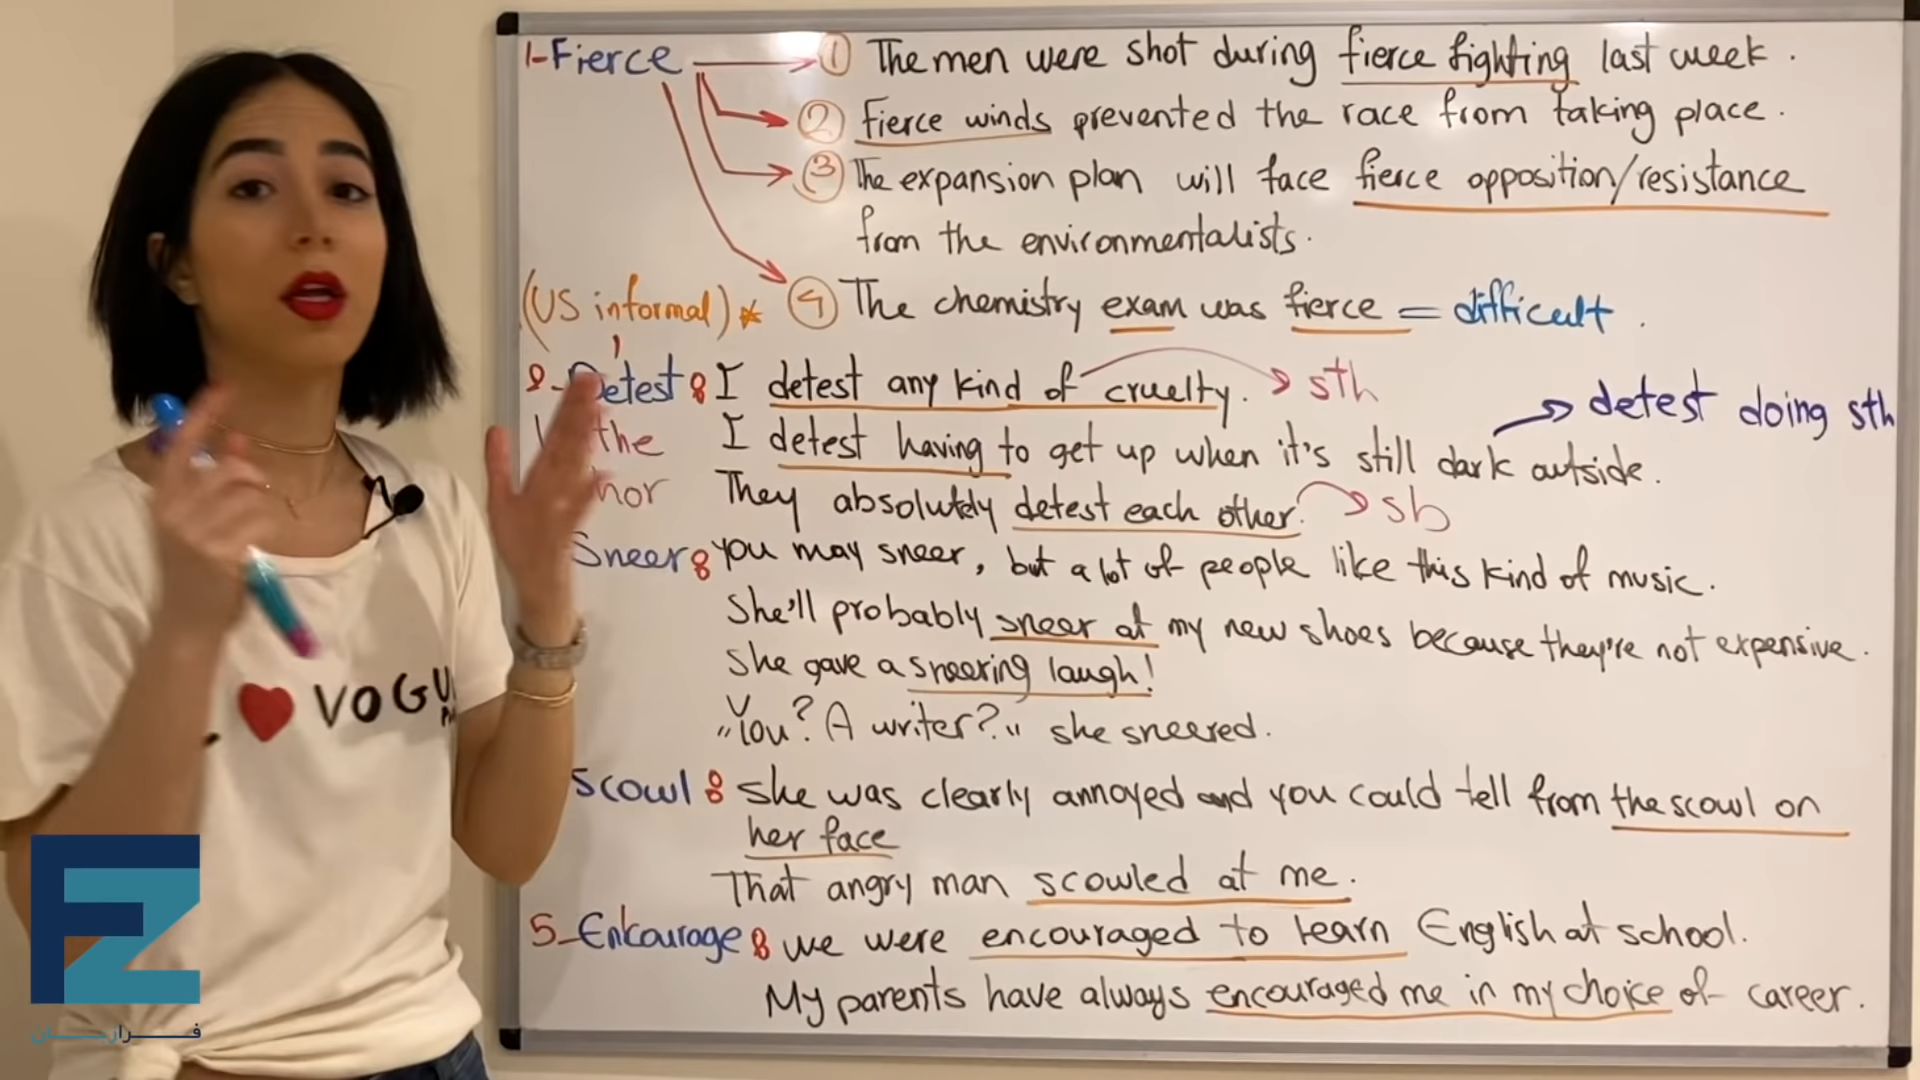 1-Fierce → ① The men were shot during fierce fighting last week.
② Fierce winds prevented the race from taking place.
③ The expansion plan will face fierce opposition/resistance
from the environmentalists.
(US informal)* ④ The chemistry exam was fierce = difficult.
Detest: I detest any kind of cruelty. → sth
→ detest doing sth
the I detest having to get up when it's still dark outside.
They absolutely detest each other. → sb
Sneer: you may sneer, but a lot of people like this kind of music.
She'll probably sneer at my new shoes because they're not expensive.
She gave a sneering laugh!
"You? A writer?" she sneered.
Scowl: She was clearly annoyed and you could tell from the scowl on
her face
That angry man scowled at me.
5-Encourage: we were encouraged to learn English at school.
My parents have always encouraged me in my choice of career.
VOGU
FZ
فرازبان